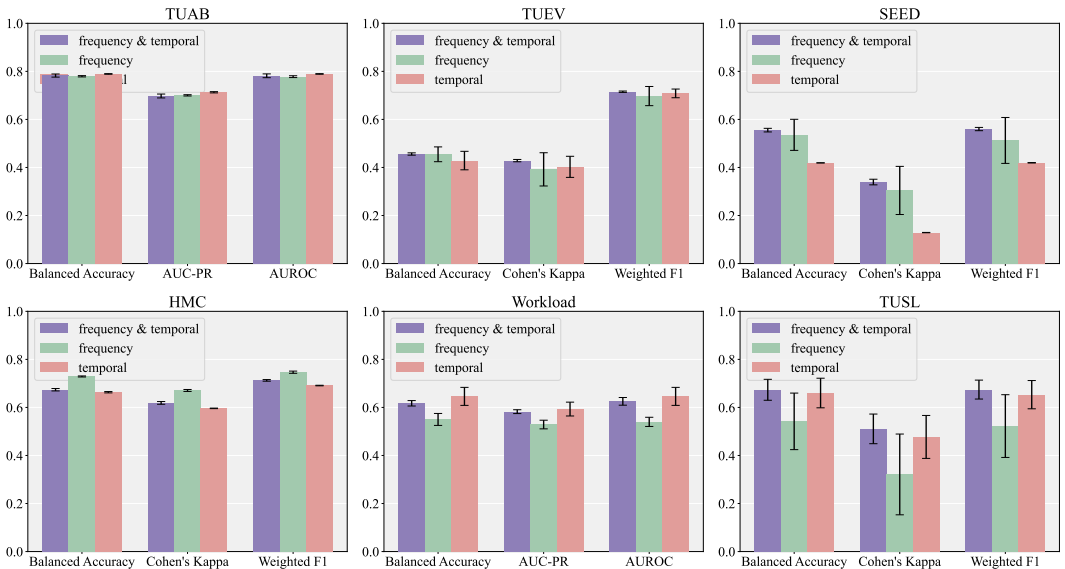 TUAB
1.0
0.8
0.6
0.4
0.2
0.0
frequency & temporal
frequency
Balanced Accuracy AUC-PR AUROC
TUEV
1.0
0.8
0.6
0.4
0.2
0.0
frequency & temporal
frequency
temporal
Balanced Accuracy Cohen's Kappa Weighted F1
SEED
1.0
0.8
0.6
0.4
0.2
0.0
frequency & temporal
frequency
temporal
Balanced Accuracy Cohen's Kappa Weighted F1
HMC
1.0
0.8
0.6
0.4
0.2
0.0
frequency & temporal
frequency
temporal
Balanced Accuracy Cohen's Kappa Weighted F1
Workload
1.0
0.8
0.6
0.4
0.2
0.0
frequency & temporal
frequency
temporal
Balanced Accuracy AUC-PR AUROC
TUSL
1.0
0.8
0.6
0.4
0.2
0.0
frequency & temporal
frequency
temporal
Balanced Accuracy Cohen's Kappa Weighted F1